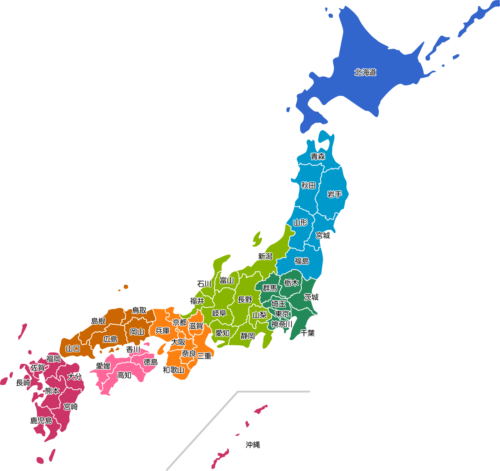 北海道
青森
秋田
岩手
山形
宮城
福島
新潟
群馬
栃木
茨城
埼玉
東京
神奈川
千葉
石川
富山
福井
長野
岐阜
山梨
愛知
静岡
京都
滋賀
兵庫
大阪
奈良
三重
和歌山
鳥取
島根
岡山
広島
山口
香川
徳島
愛媛
高知
福岡
佐賀
大分
長崎
熊本
宮崎
鹿児島
沖縄